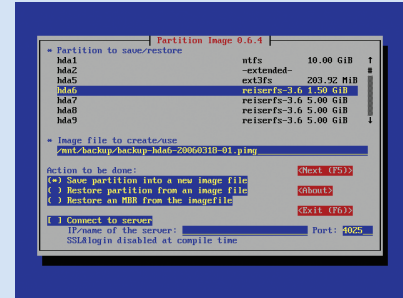 Partition Image 0.6.4
* Partition to save/restore
hda1 ntfs 10.00 GiB ↑
hda2 -extended-
hda5 ext3fs 203.92 MiB
hda6 reiserfs-3.6 1.50 GiB
hda7 reiserfs-3.6 5.00 GiB
hda8 reiserfs-3.6 5.00 GiB
hda9 reiserfs-3.6 5.00 GiB ↓
* Image file to create/use
/mnt/backup/backup-hda6-20060318-01.pimg
Action to be done: <Next (F5)>
(*) Save partition into a new image file
( ) Restore partition from an image file <About>
( ) Restore an MBR from the imagefile
<Exit (F6)>
[ ] Connect to server
IP/name of the server: Port: 4025
SSL&login disabled at compile time